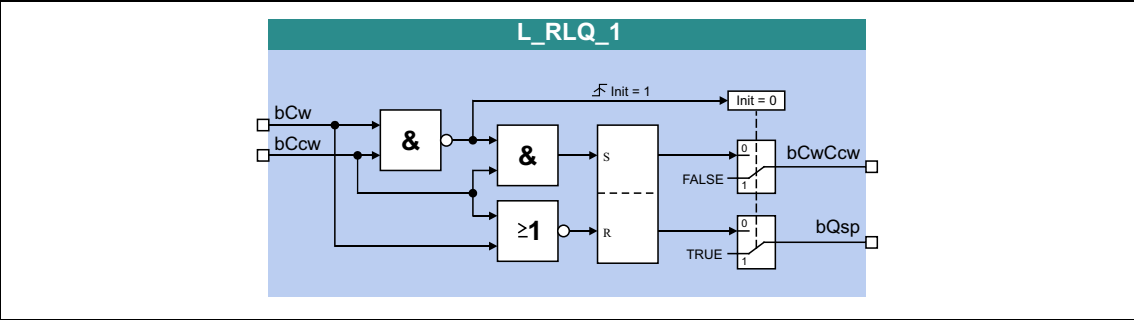 L_RLQ_1
Init = 1
Init = 0
bCw
bCcw
&
&
S
0
bCwCcw
FALSE
1
≥1
R
0
bQsp
TRUE
1